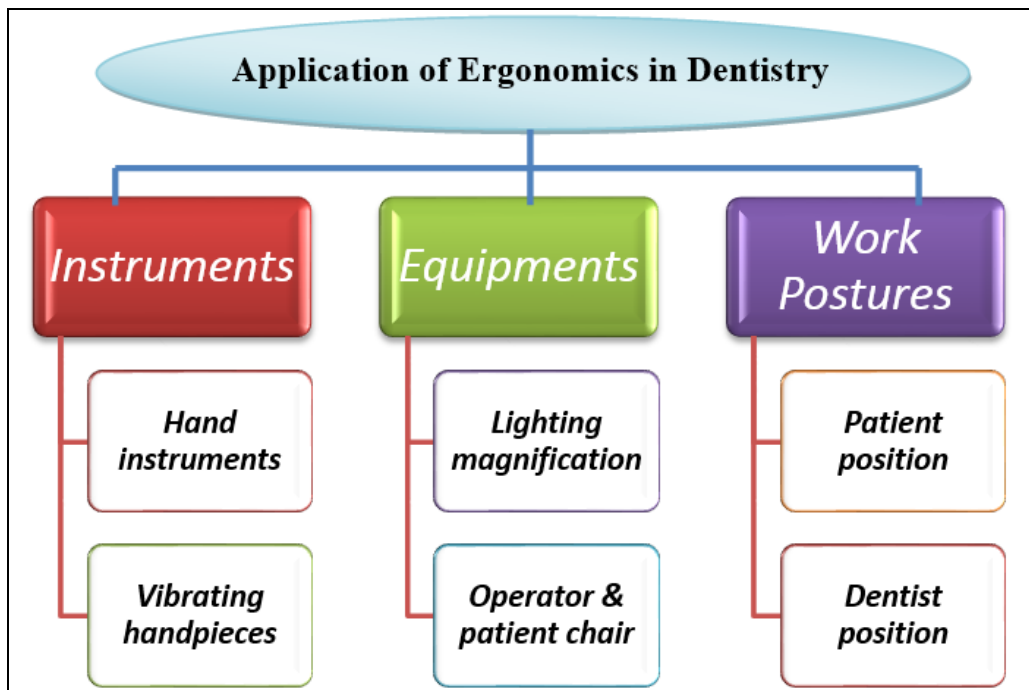 Application of Ergonomics in Dentistry
Instruments
Equipments
Work
Postures
Hand
instruments
Lighting
magnification
Patient
position
Vibrating
handpieces
Operator &
patient chair
Dentist
position